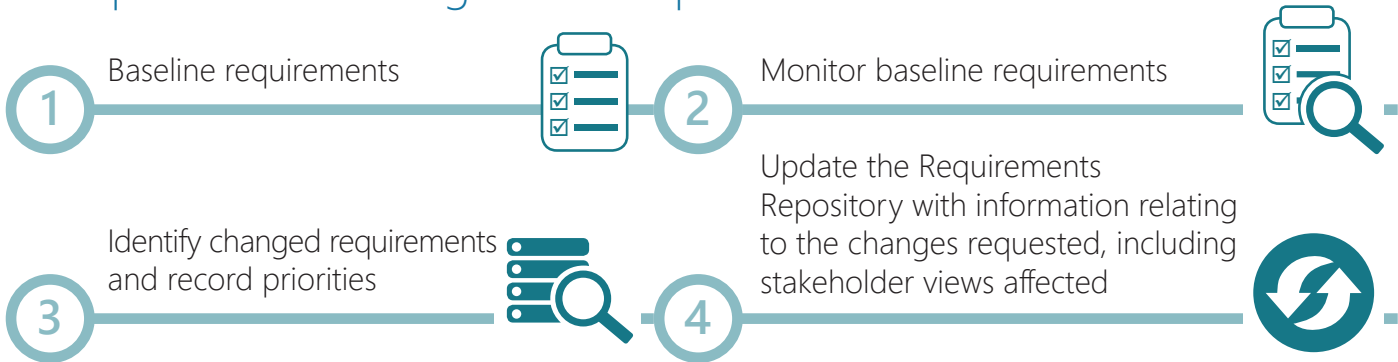 1
Baseline requirements
2
Monitor baseline requirements
3
Identify changed requirements
and record priorities
4
Update the Requirements
Repository with information relating
to the changes requested, including
stakeholder views affected